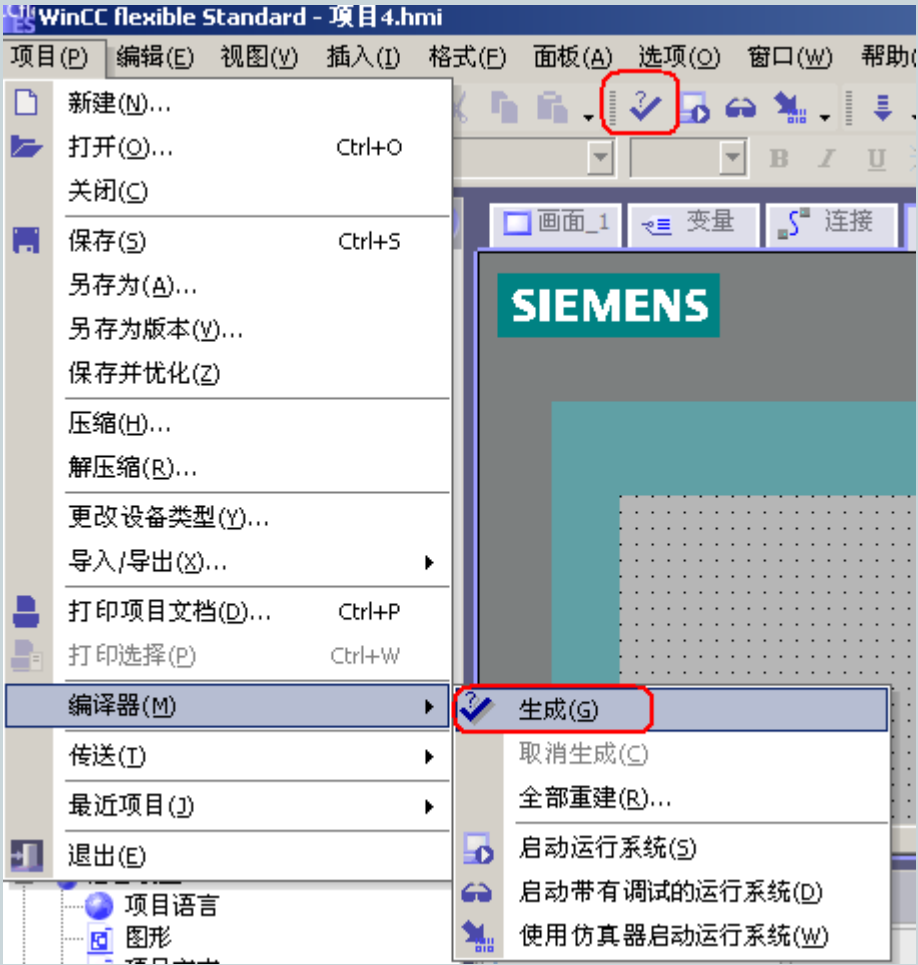 WinCC flexible Standard - 项目4.hmi
项目(P) 编辑(E) 视图(V) 插入(I) 格式(F) 面板(A) 选项(O) 窗口(W) 帮助(
新建(N)...
打开(O)... Ctrl+O
关闭(C)
保存(S) Ctrl+S
另存为(A)...
另存为版本(V)...
保存并优化(Z)
压缩(H)...
解压缩(R)...
更改设备类型(Y)...
导入/导出(X)...
打印项目文档(D)... Ctrl+P
打印选择(P) Ctrl+W
编译器(M)
传送(T)
最近项目(J)
退出(E)
B I U
画面_1 变量 连接
SIEMENS
生成(G)
取消生成(C)
全部重建(R)...
启动运行系统(S)
启动带有调试的运行系统(D)
使用仿真器启动运行系统(W)
项目语言
图形